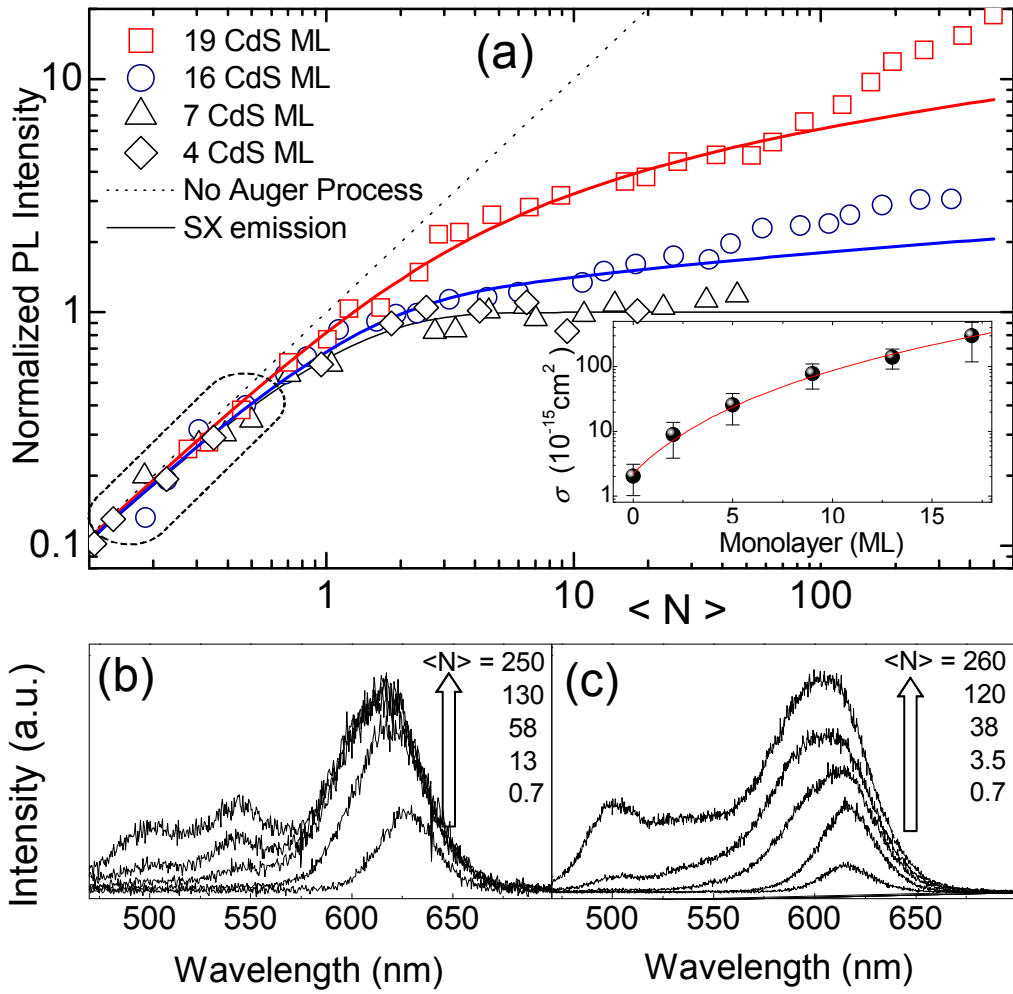 (a)
19 CdS ML
16 CdS ML
7 CdS ML
4 CdS ML
No Auger Process
SX emission
Normalized PL Intensity
10
1
0.1
1
10
100
< N >
σ (10⁻¹⁵cm²)
100
10
1
0
5
10
15
Monolayer (ML)
(b)
<N> = 250
130
58
13
0.7
Intensity (a.u.)
500
550
600
650
Wavelength (nm)
(c)
<N> = 260
120
38
3.5
0.7
500
550
600
650
Wavelength (nm)